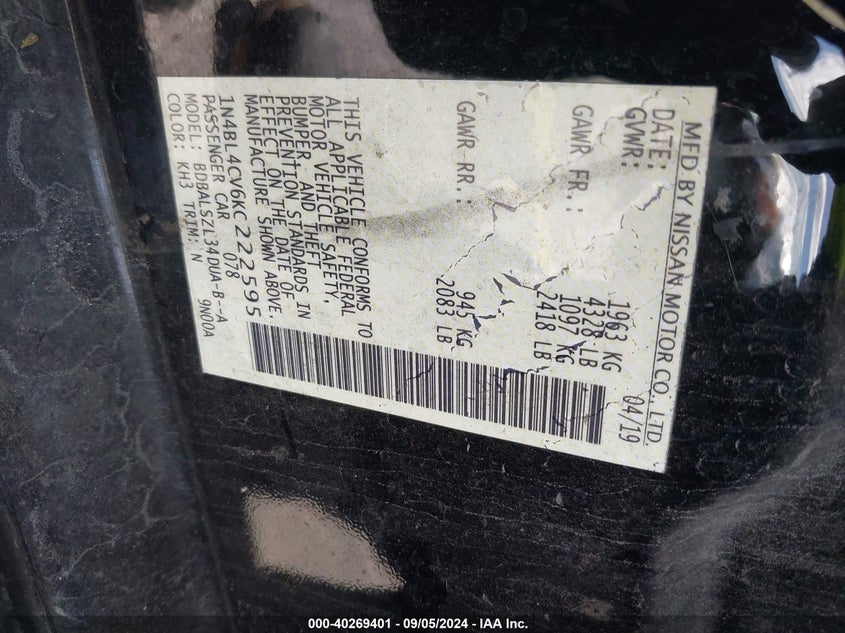 MFD BY NISSAN MOTOR CO., LTD.
DATE: 04/19
GVWR: 1963 KG
4328 LB
GAWR FR.: 1097 KG
2418 LB
GAWR RR.: 945 KG
2083 LB
THIS VEHICLE CONFORMS TO
ALL APPLICABLE FEDERAL
MOTOR VEHICLE SAFETY,
BUMPER, AND THEFT
PREVENTION STANDARDS IN
EFFECT ON THE DATE OF
MANUFACTURE SHOWN ABOVE.
1N4BL4CV6KC222595
PASSENGER CAR 078
MODEL: BDBALSZL34DUA-B--A
COLOR: KH3 TRIM: N 9N00A
000-40269401 - 09/05/2024 - IAA Inc.